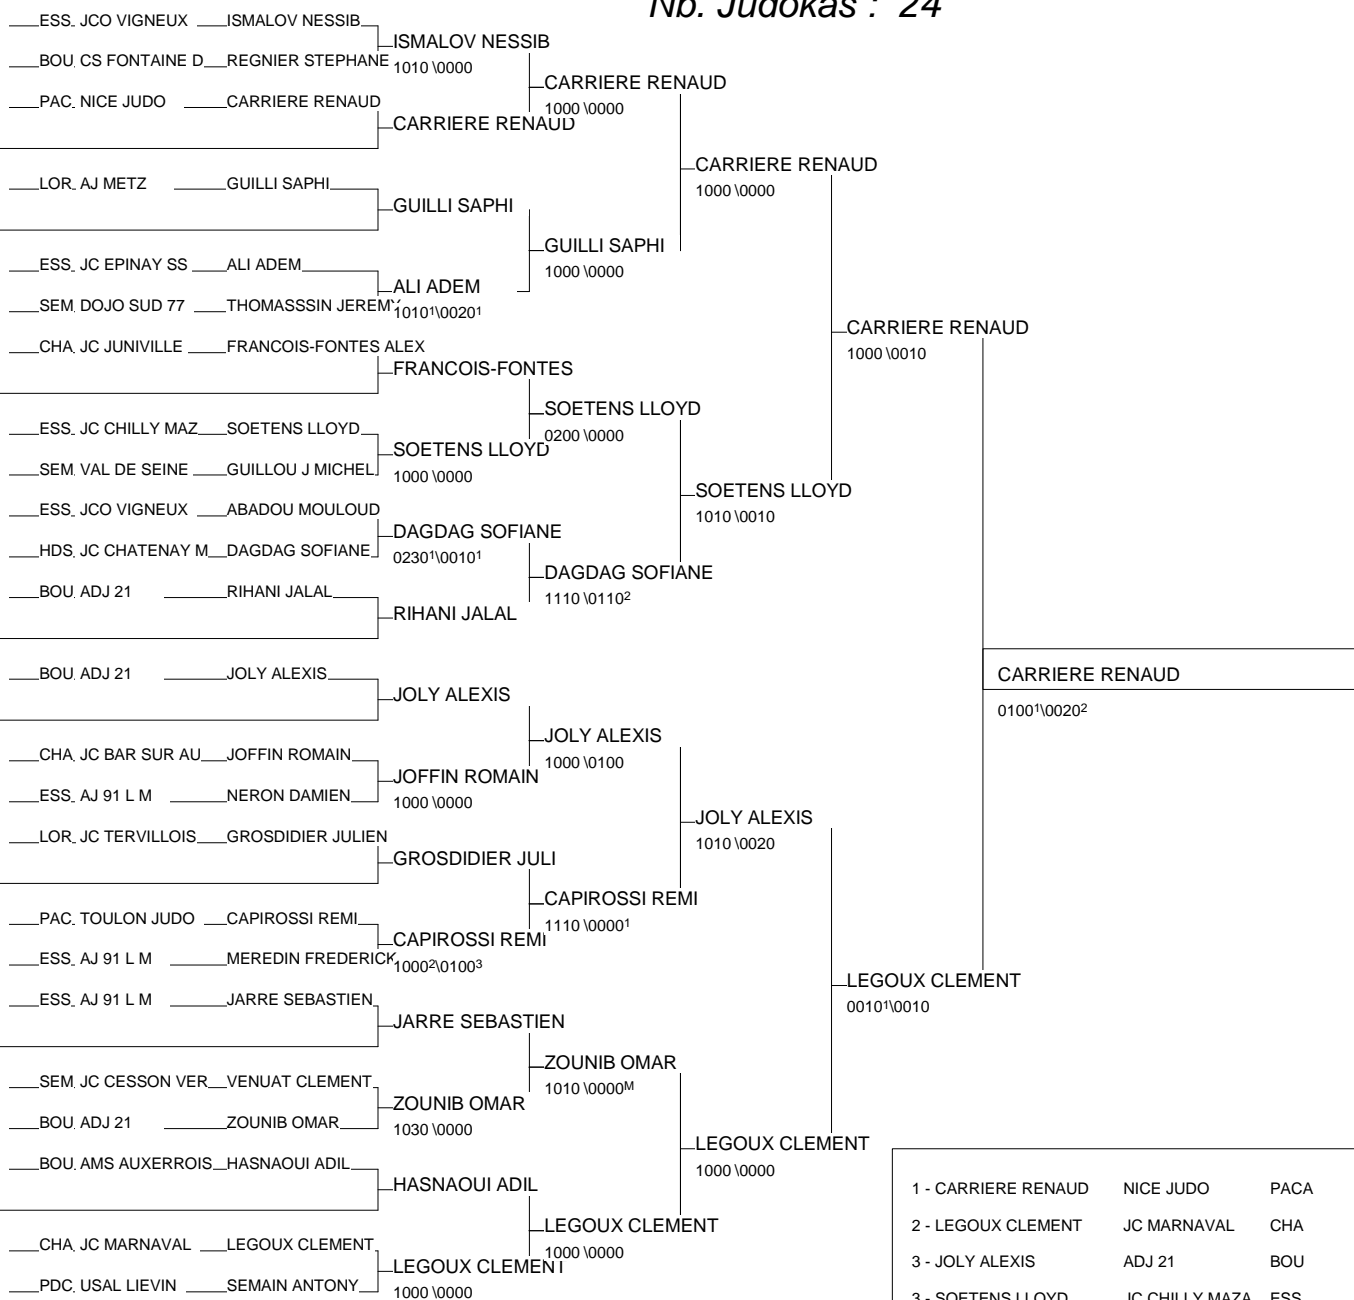 Nb. Judokas : 24
ESS JCO VIGNEUX ISMALOV NESSIB
ISMALOV NESSIB
BOU CS FONTAINE D REGNIER STEPHANE
1010 \0000
CARRIERE RENAUD
PAC NICE JUDO CARRIERE RENAUD
1000 \0000
CARRIERE RENAUD
CARRIERE RENAUD
LOR AJ METZ GUILLI SAPHI
1000 \0000
GUILLI SAPHI
GUILLI SAPHI
ESS JC EPINAY SS ALI ADEM
1000 \0000
ALI ADEM
SEM DOJO SUD 77 THOMASSSIN JEREMY
1010¹\0020¹
CARRIERE RENAUD
CHA JC JUNIVILLE FRANCOIS-FONTES ALEX
1000 \0010
FRANCOIS-FONTES
SOETENS LLOYD
ESS JC CHILLY MAZ SOETENS LLOYD
0200 \0000
SOETENS LLOYD
SEM VAL DE SEINE GUILLOU J MICHEL
1000 \0000
SOETENS LLOYD
ESS JCO VIGNEUX ABADOU MOULOUD
1010 \0010
DAGDAG SOFIANE
HDS JC CHATENAY M DAGDAG SOFIANE
0230¹\0010¹
DAGDAG SOFIANE
BOU ADJ 21 RIHANI JALAL
1110 \0110²
RIHANI JALAL
BOU ADJ 21 JOLY ALEXIS
CARRIERE RENAUD
JOLY ALEXIS
0100¹\0020²
JOLY ALEXIS
CHA JC BAR SUR AU JOFFIN ROMAIN
1000 \0100
JOFFIN ROMAIN
ESS AJ 91 L M NERON DAMIEN
1000 \0000
JOLY ALEXIS
LOR JC TERVILLOIS GROSDIDIER JULIEN
1010 \0020
GROSDIDIER JULI
CAPIROSSI REMI
PAC TOULON JUDO CAPIROSSI REMI
1110 \0000¹
CAPIROSSI REMI
ESS AJ 91 L M MEREDIN FREDERICK
1000²\0100³
LEGOUX CLEMENT
ESS AJ 91 L M JARRE SEBASTIEN
0010¹\0010
JARRE SEBASTIEN
ZOUNIB OMAR
SEM JC CESSON VER VENUAT CLEMENT
1010 \0000ᴹ
ZOUNIB OMAR
BOU ADJ 21 ZOUNIB OMAR
1030 \0000
LEGOUX CLEMENT
BOU AMS AUXERROIS HASNAOUI ADIL
1000 \0000
HASNAOUI ADIL
1 - CARRIERE RENAUD NICE JUDO PACA
LEGOUX CLEMENT
2 - LEGOUX CLEMENT JC MARNAVAL CHA
CHA JC MARNAVAL LEGOUX CLEMENT
1000 \0000
LEGOUX CLEMENT
3 - JOLY ALEXIS ADJ 21 BOU
PDC USAL LIEVIN SEMAIN ANTONY
1000 \0000
3 - SOETENS LLOYD JC CHILLY MAZA ESS